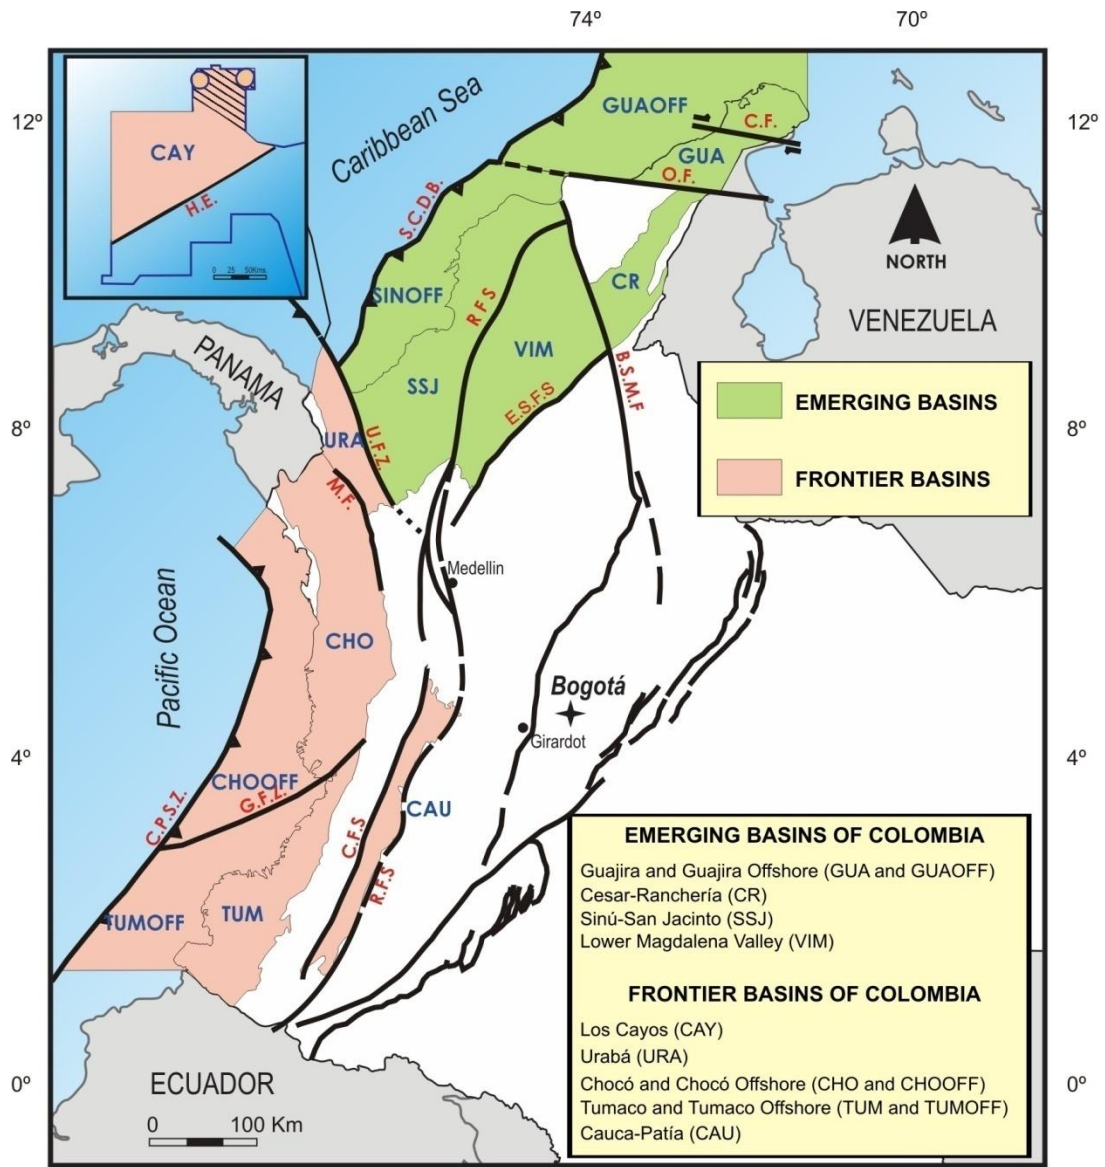 74º 70º
12º 12º
CAY
H.E.
0 25 50Kms.
Caribbean Sea
GUAOFF
C.F.
GUA
O.F.
S.C.D.B.
NORTH
SINOFF
R F S
CR
VENEZUELA
PANAMA
VIM
SSJ
B.S.M.F
E.S.F.S
EMERGING BASINS
8º 8º
URA
U.F.Z.
FRONTIER BASINS
M.F.
Medellin
Pacific Ocean
CHO
Bogotá
Girardot
4º 4º
CHOOFF
G.F.Z.
C.P.S.Z.
CAU
C.F.S
R.F.S
TUMOFF
TUM
EMERGING BASINS OF COLOMBIA
Guajira and Guajira Offshore (GUA and GUAOFF)
Cesar-Ranchería (CR)
Sinú-San Jacinto (SSJ)
Lower Magdalena Valley (VIM)
FRONTIER BASINS OF COLOMBIA
Los Cayos (CAY)
Urabá (URA)
Chocó and Chocó Offshore (CHO and CHOOFF)
Tumaco and Tumaco Offshore (TUM and TUMOFF)
Cauca-Patía (CAU)
0º 0º
ECUADOR
0 100 Km